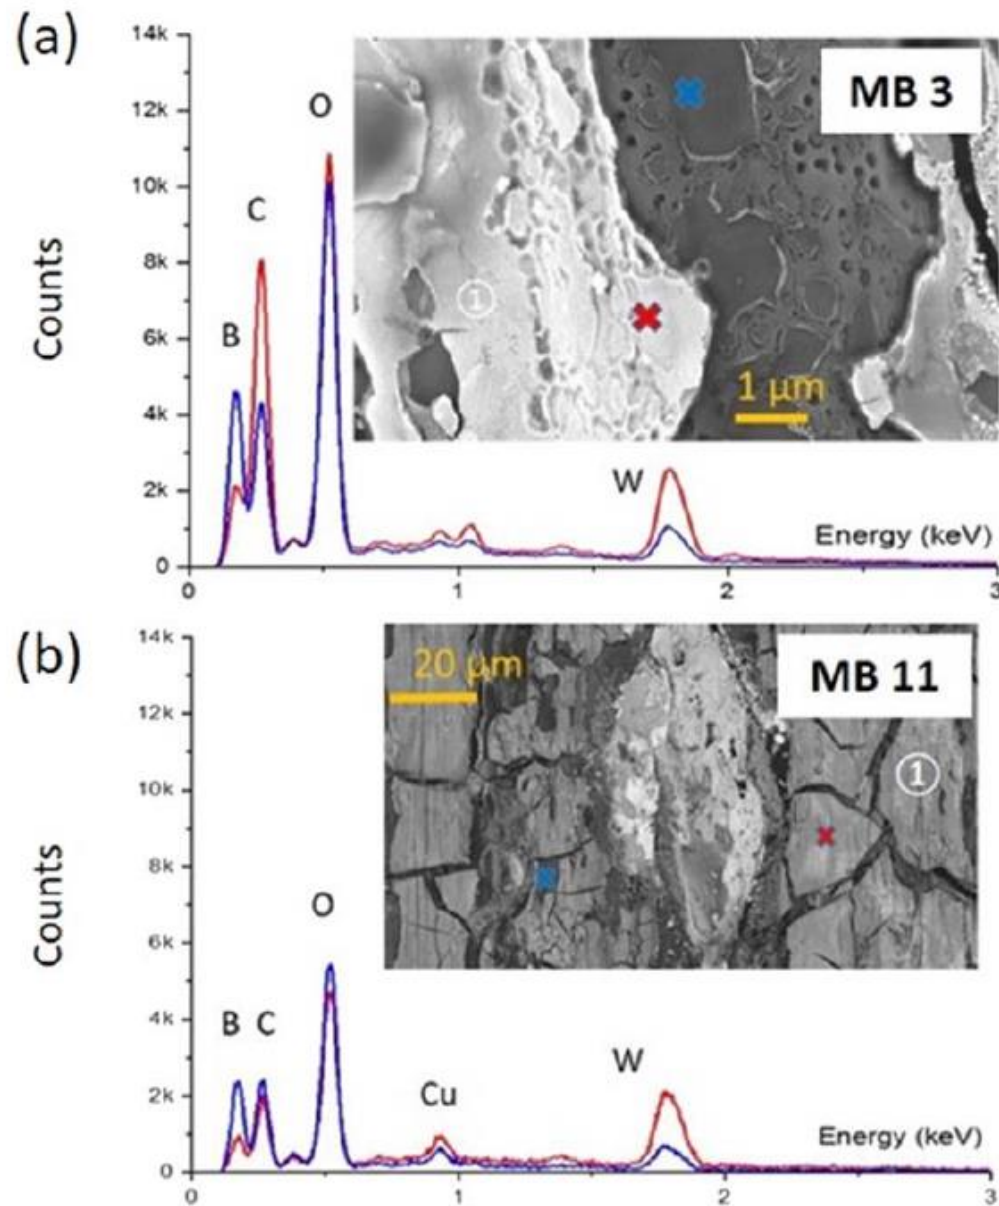 (a)
14k
12k
10k
8k
6k
4k
2k
0
Counts
B
C
O
W
MB 3
①
1 µm
Energy (keV)
0
1
2
3
(b)
14k
12k
10k
8k
6k
4k
2k
0
Counts
B
C
O
Cu
W
20 µm
MB 11
①
Energy (keV)
0
1
2
3